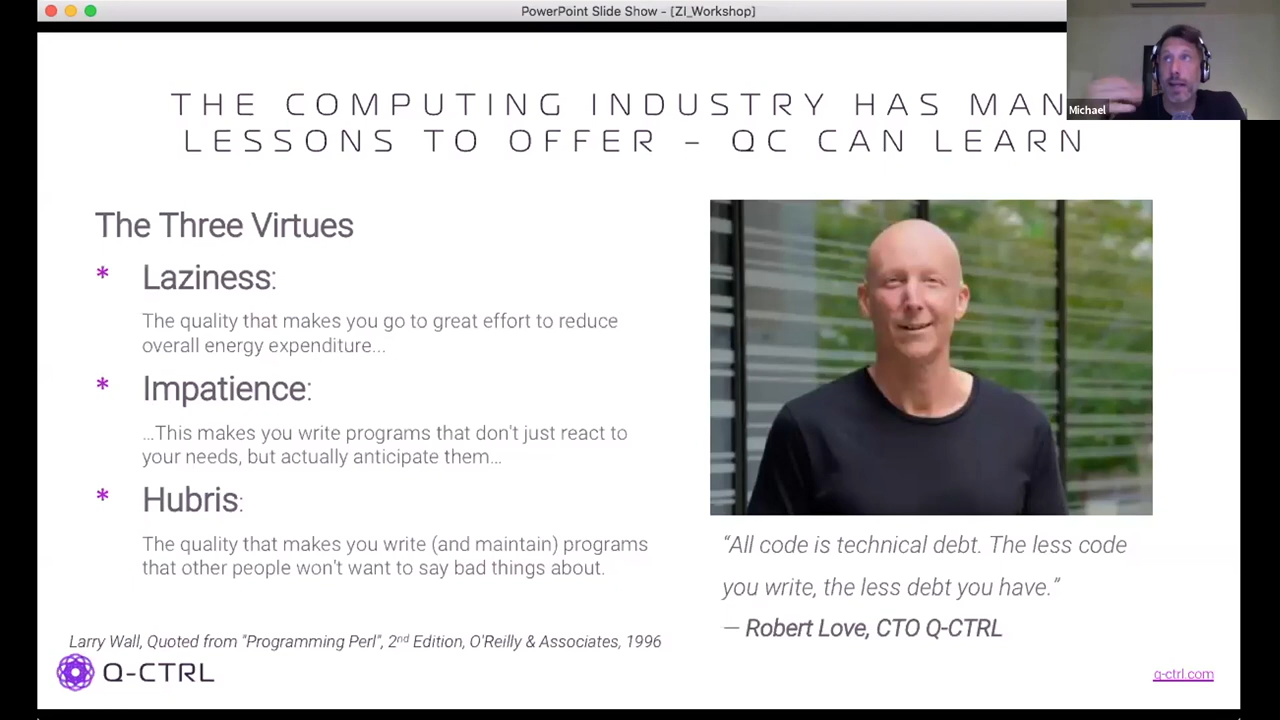 PowerPoint Slide Show - [ZI_Workshop]
Michael
THE COMPUTING INDUSTRY HAS MAN
LESSONS TO OFFER – QC CAN LEARN
The Three Virtues
* Laziness:
The quality that makes you go to great effort to reduce
overall energy expenditure...
* Impatience:
...This makes you write programs that don't just react to
your needs, but actually anticipate them...
* Hubris:
The quality that makes you write (and maintain) programs
that other people won't want to say bad things about.
Larry Wall, Quoted from "Programming Perl", 2nd Edition, O'Reilly & Associates, 1996
“All code is technical debt. The less code
you write, the less debt you have.”
— Robert Love, CTO Q-CTRL
Q-CTRL
q-ctrl.com